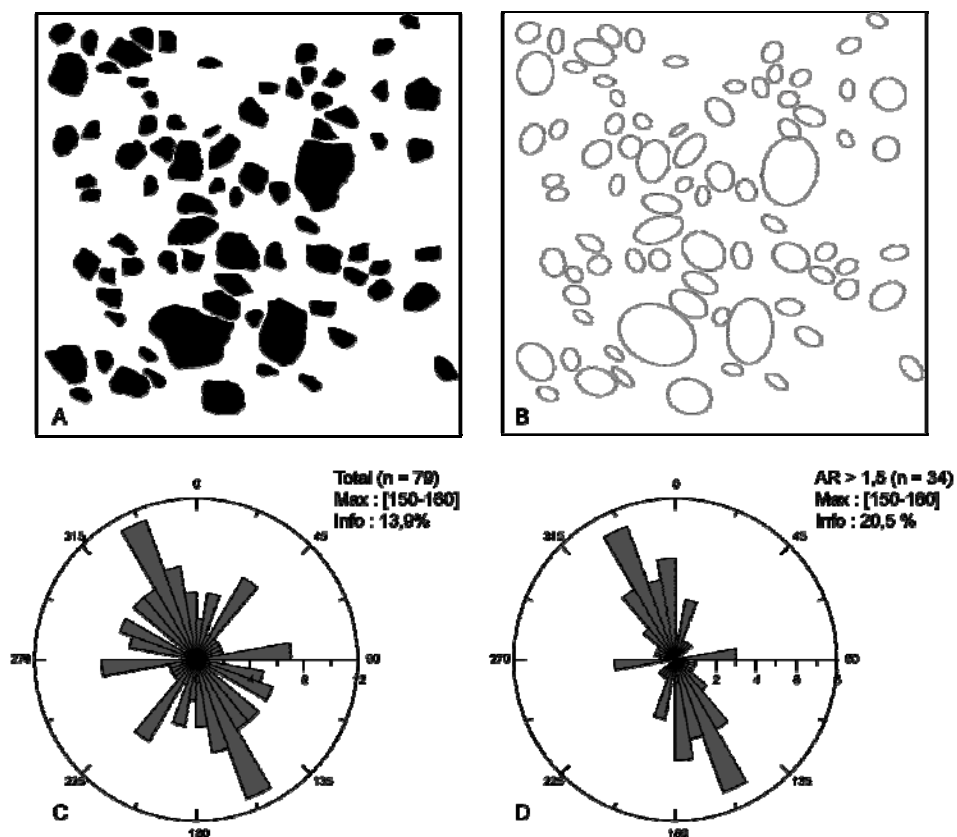 A
B
Total (n = 79)
Max : [150-160]
Info : 13,9%
0
45
90
135
180
225
270
315
6
12
C
AR > 1,5 (n = 34)
Max : [150-160]
Info : 20,5 %
0
45
90
135
180
225
270
315
2
4
6
D